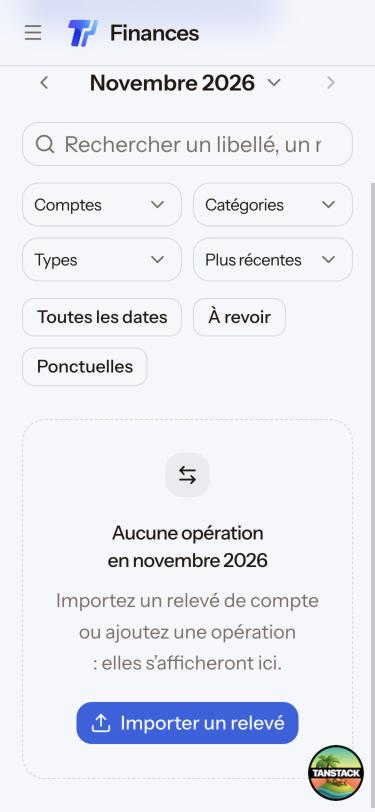 Finances
Novembre 2026
Rechercher un libellé, un r
Comptes
Catégories
Types
Plus récentes
Toutes les dates
À revoir
Ponctuelles
Aucune opération
en novembre 2026
Importez un relevé de compte
ou ajoutez une opération
: elles s’afficheront ici.
Importer un relevé
TANSTACK